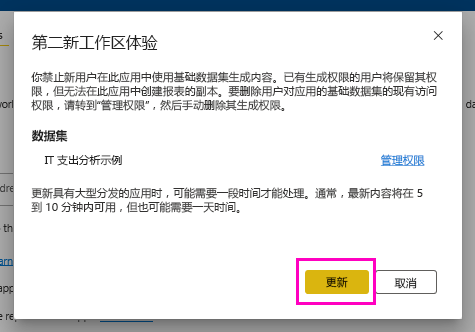 第二新工作区体验
你禁止新用户在此应用中使用基础数据集生成内容。已有生成权限的用户将保留其权
限，但无法在此应用中创建报表的副本。要删除用户对应用的基础数据集的现有访问
权限，请转到“管理权限”，然后手动删除其生成权限。
数据集
IT 支出分析示例
管理权限
更新具有大型分发的应用时，可能需要一段时间才能处理。通常，最新内容将在 5
到 10 分钟内可用，但也可能需要一天时间。
更新
取消